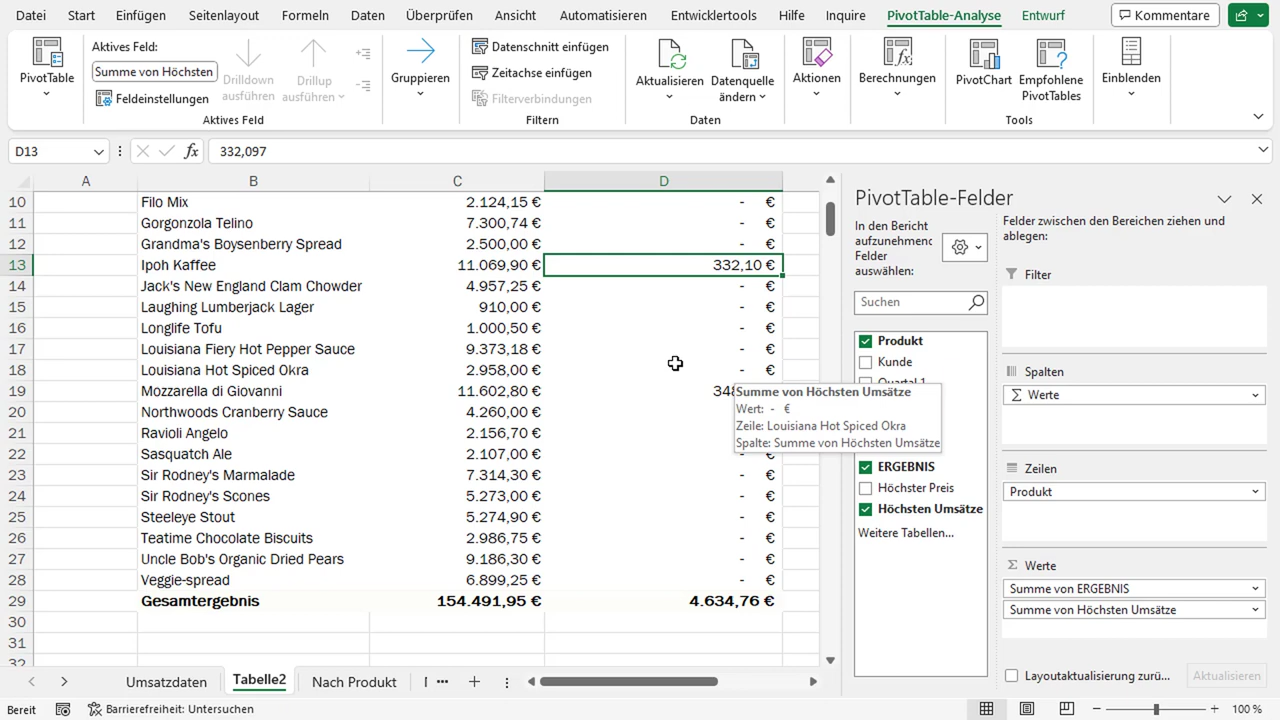 Datei Start Einfügen Seitenlayout Formeln Daten Überprüfen Ansicht Automatisieren Entwicklertools Hilfe Inquire PivotTable-Analyse Entwurf Kommentare
PivotTable
Aktives Feld:
Summe von Höchsten
Feldeinstellungen
Drilldown
ausführen
Drillup
ausführen
Aktives Feld
Gruppieren
Datenschnitt einfügen
Zeitachse einfügen
Filterverbindungen
Filtern
Aktualisieren
Datenquelle
ändern
Daten
Aktionen
Berechnungen
PivotChart
Empfohlene
PivotTables
Tools
Einblenden
D13 fx 332,097
A B C D
10 Filo Mix 2.124,15 € - €
11 Gorgonzola Telino 7.300,74 € - €
12 Grandma's Boysenberry Spread 2.500,00 € - €
13 Ipoh Kaffee 11.069,90 € 332,10 €
14 Jack's New England Clam Chowder 4.957,25 € - €
15 Laughing Lumberjack Lager 910,00 € - €
16 Longlife Tofu 1.000,50 € - €
17 Louisiana Fiery Hot Pepper Sauce 9.373,18 € - €
18 Louisiana Hot Spiced Okra 2.958,00 € - €
19 Mozzarella di Giovanni 11.602,80 €
20 Northwoods Cranberry Sauce 4.260,00 €
21 Ravioli Angelo 2.156,70 €
22 Sasquatch Ale 2.107,00 € - €
23 Sir Rodney's Marmalade 7.314,30 € - €
24 Sir Rodney's Scones 5.273,00 € - €
25 Steeleye Stout 5.274,90 € - €
26 Teatime Chocolate Biscuits 2.986,75 € - €
27 Uncle Bob's Organic Dried Pears 9.186,30 € - €
28 Veggie-spread 6.899,25 € - €
29 Gesamtergebnis 154.491,95 € 4.634,76 €
30
31
32
Summe von Höchsten Umsätze
Wert: - €
Zeile: Louisiana Hot Spiced Okra
Spalte: Summe von Höchsten Umsätze
PivotTable-Felder
In den Bericht
aufzunehmenc
Felder
auswählen:
Suchen
Produkt
Kunde
Quartal 1
ERGEBNIS
Höchster Preis
Höchsten Umsätze
Weitere Tabellen...
Felder zwischen den Bereichen ziehen und
ablegen:
Filter
Spalten
Σ Werte
Zeilen
Produkt
Σ Werte
Summe von ERGEBNIS
Summe von Höchsten Umsätze
Layoutaktualisierung zurü... Aktualisieren
Umsatzdaten Tabelle2 Nach Produkt ...
Bereit Barrierefreiheit: Untersuchen 100 %